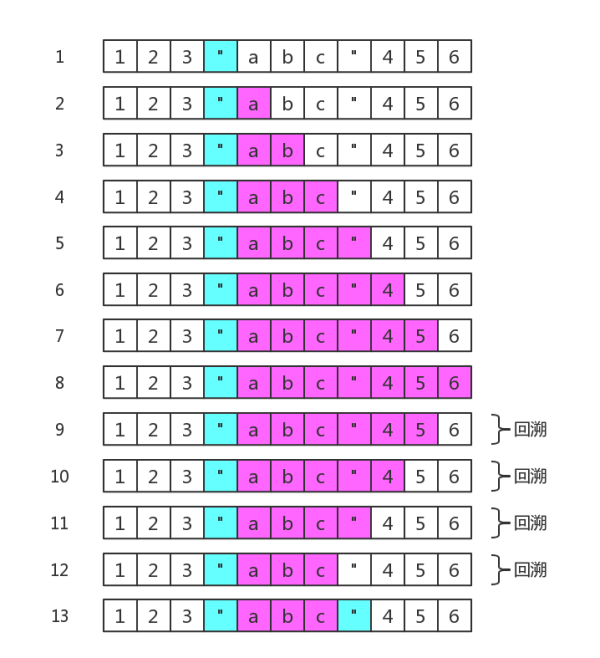 1 1 2 3 " a b c " 4 5 6
2 1 2 3 " a b c " 4 5 6
3 1 2 3 " a b c " 4 5 6
4 1 2 3 " a b c " 4 5 6
5 1 2 3 " a b c " 4 5 6
6 1 2 3 " a b c " 4 5 6
7 1 2 3 " a b c " 4 5 6
8 1 2 3 " a b c " 4 5 6
9 1 2 3 " a b c " 4 5 6 回溯
10 1 2 3 " a b c " 4 5 6 回溯
11 1 2 3 " a b c " 4 5 6 回溯
12 1 2 3 " a b c " 4 5 6 回溯
13 1 2 3 " a b c " 4 5 6